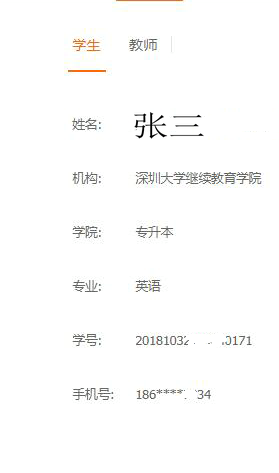 学生 教师
姓名: 张三
机构: 深圳大学继续教育学院
学院: 专升本
专业: 英语
学号: 20181032 0171
手机号: 186**** 34